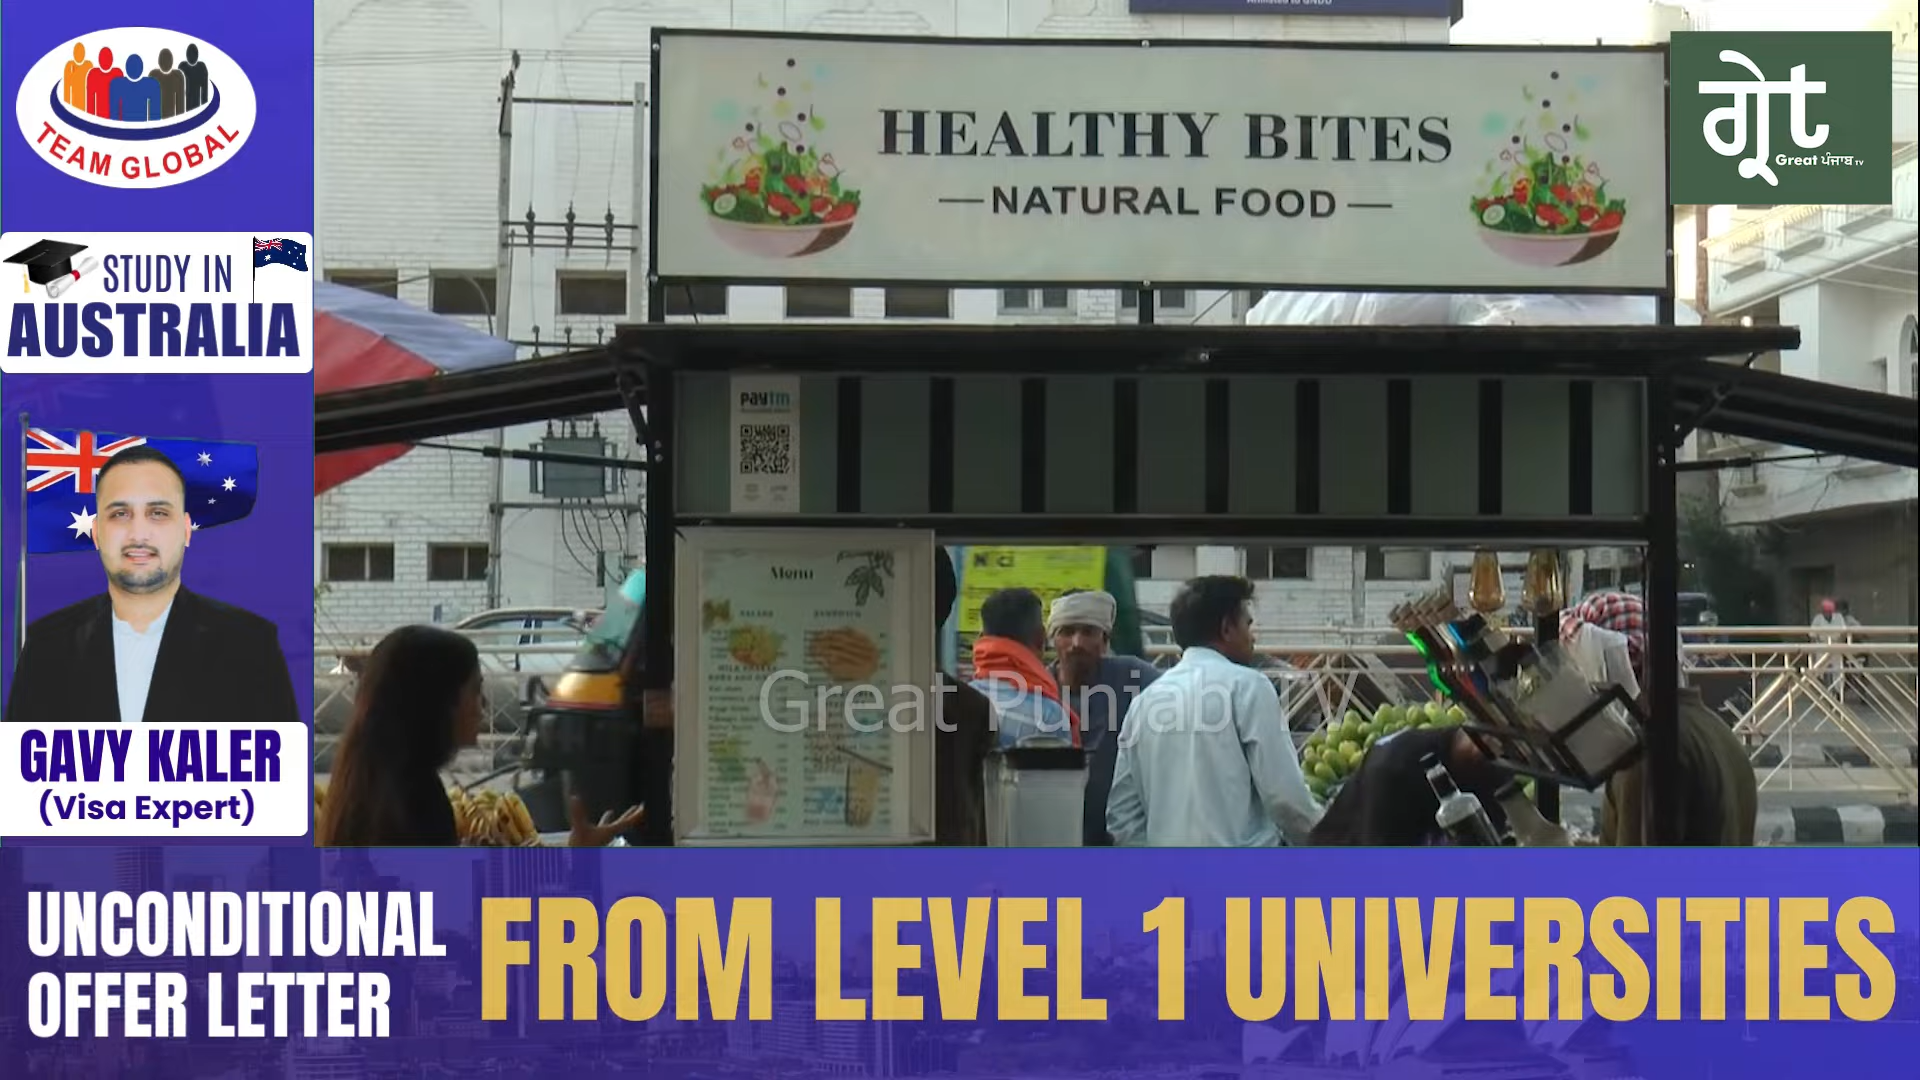 TEAM GLOBAL
STUDY IN
AUSTRALIA
GAVY KALER
(Visa Expert)
HEALTHY BITES
—NATURAL FOOD—
ਗ੍ਰੇt
Great ਪੰਜਾਬ TV
paytm
Menu
SALADS
Great Punjab TV
UNCONDITIONAL
OFFER LETTER
FROM LEVEL 1 UNIVERSITIES